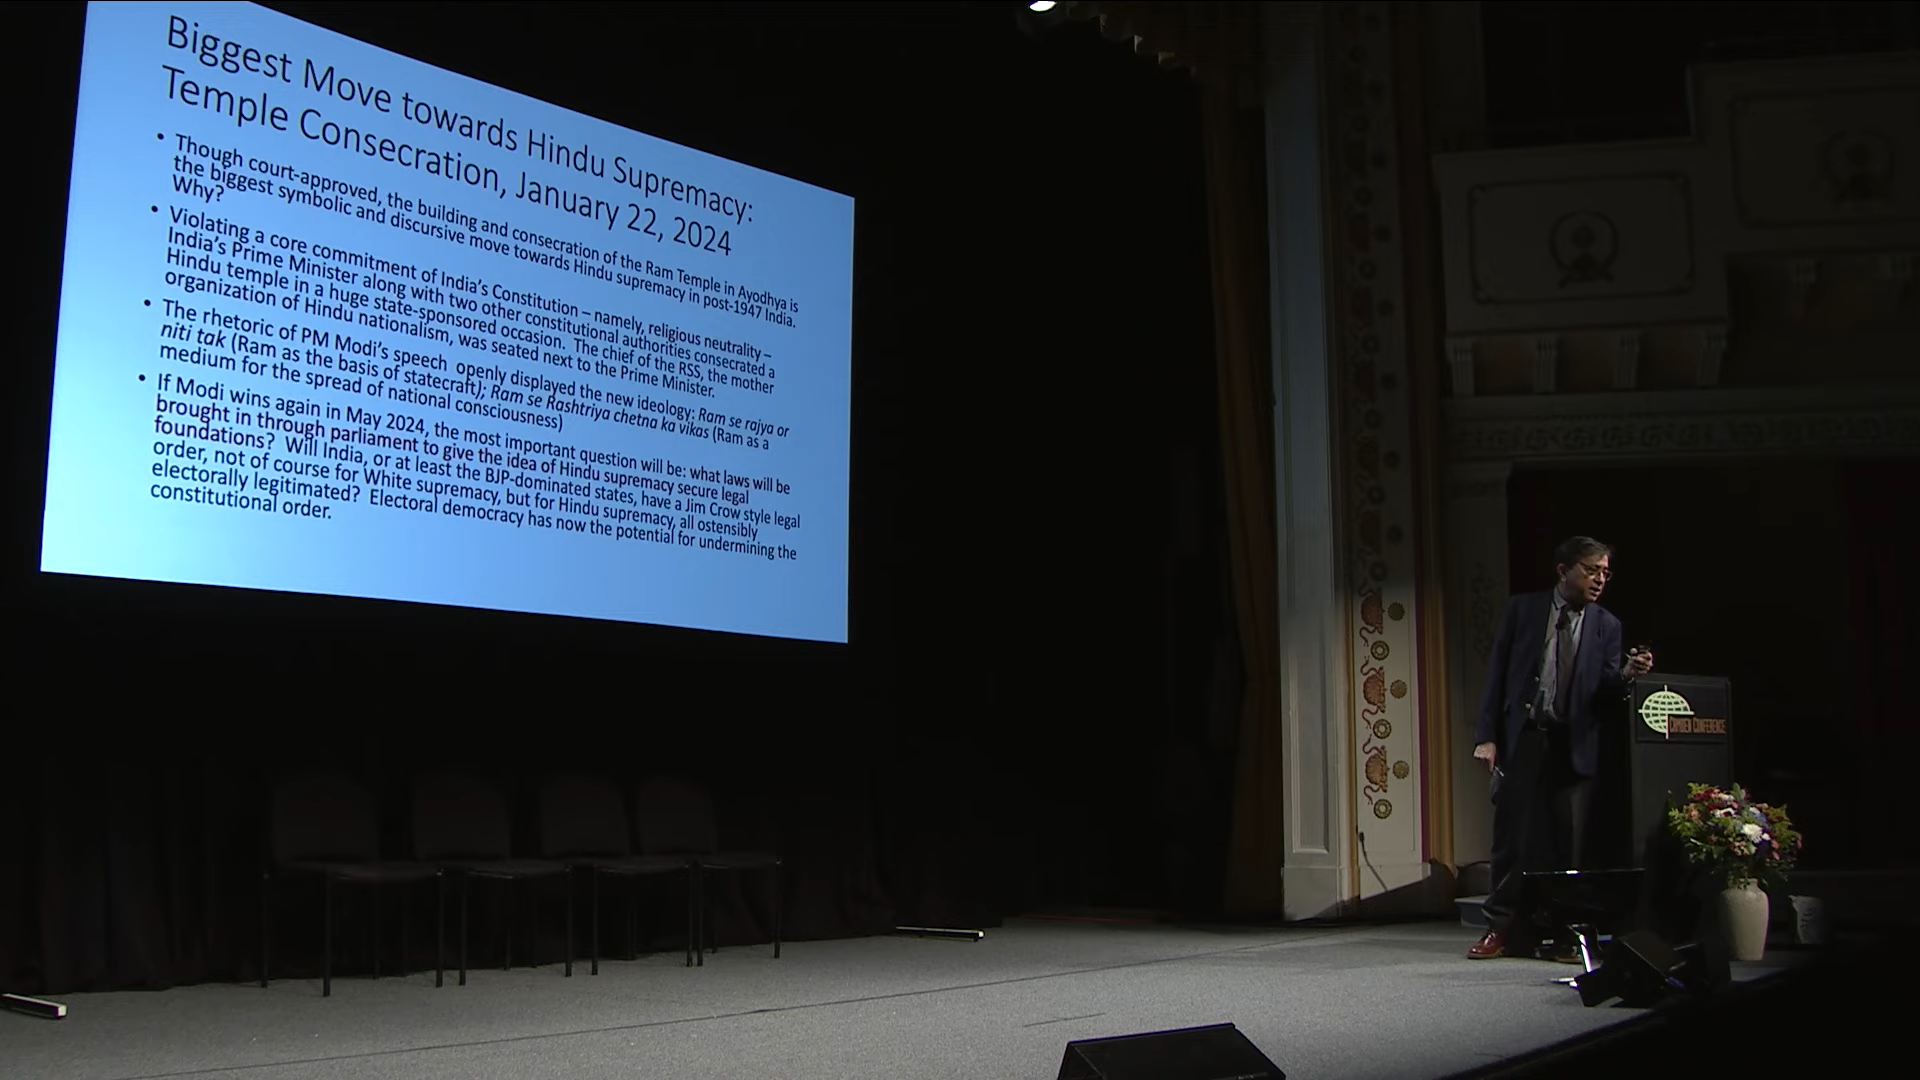 Biggest Move towards Hindu Supremacy:
Temple Consecration, January 22, 2024
• Though court-approved, the building and consecration of the Ram Temple in Ayodhya is
the biggest symbolic and discursive move towards Hindu supremacy in post-1947 India.
Why?
• Violating a core commitment of India's Constitution – namely, religious neutrality –
India's Prime Minister along with two other constitutional authorities consecrated a
Hindu temple in a huge state-sponsored occasion. The chief of the RSS, the mother
organization of Hindu nationalism, was seated next to the Prime Minister.
• The rhetoric of PM Modi's speech openly displayed the new ideology: Ram se rajya or
niti tak (Ram as the basis of statecraft); Ram se Rashtriya chetna ka vikas (Ram as a
medium for the spread of national consciousness)
• If Modi wins again in May 2024, the most important question will be: what laws will be
brought in through parliament to give the idea of Hindu supremacy secure legal
foundations? Will India, or at least the BJP-dominated states, have a Jim Crow style legal
order, not of course for White supremacy, but for Hindu supremacy, all ostensibly
electorally legitimated? Electoral democracy has now the potential for undermining the
constitutional order.
CAMDEN CONFERENCE